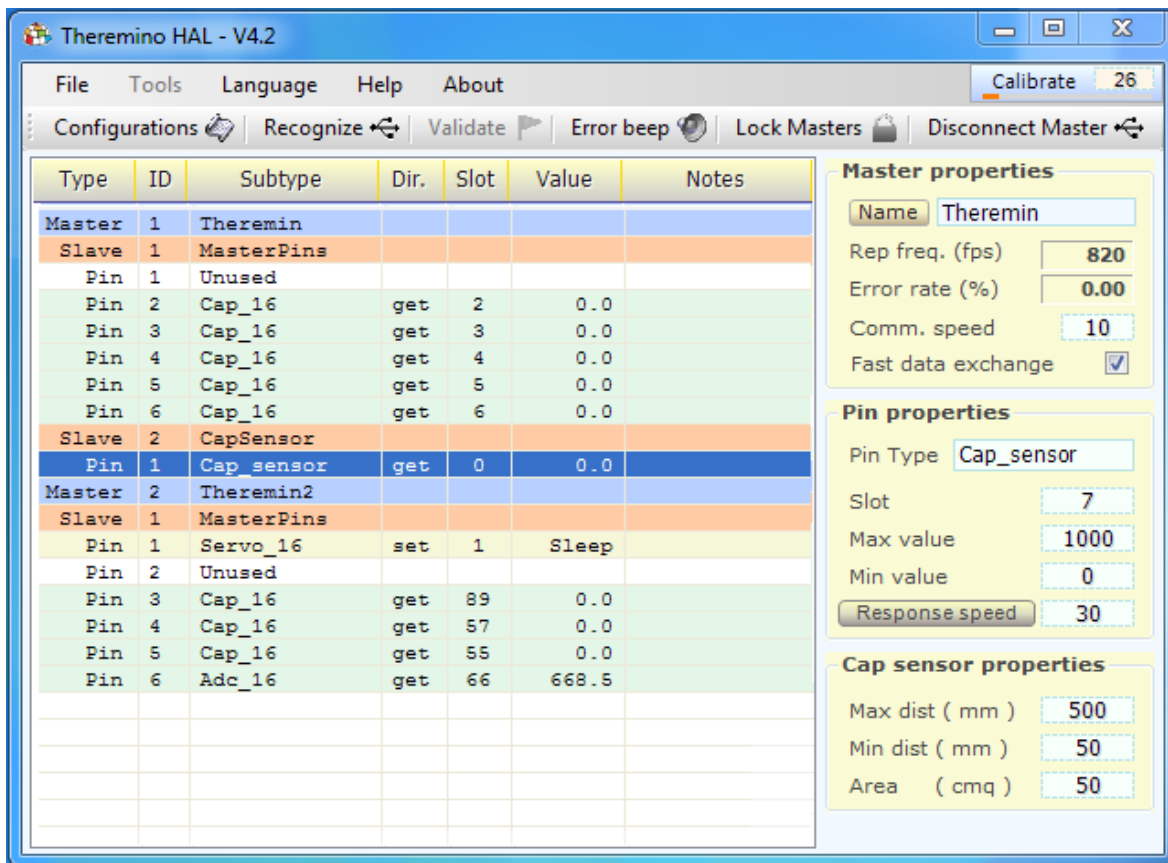 Theremino HAL - V4.2
File Tools Language Help About
Calibrate 26
Configurations Recognize Validate Error beep Lock Masters Disconnect Master
Type ID Subtype Dir. Slot Value Notes
Master 1 Theremin
Slave 1 MasterPins
Pin 1 Unused
Pin 2 Cap_16 get 2 0.0
Pin 3 Cap_16 get 3 0.0
Pin 4 Cap_16 get 4 0.0
Pin 5 Cap_16 get 5 0.0
Pin 6 Cap_16 get 6 0.0
Slave 2 CapSensor
Pin 1 Cap_sensor get 0 0.0
Master 2 Theremin2
Slave 1 MasterPins
Pin 1 Servo_16 set 1 Sleep
Pin 2 Unused
Pin 3 Cap_16 get 89 0.0
Pin 4 Cap_16 get 57 0.0
Pin 5 Cap_16 get 55 0.0
Pin 6 Adc_16 get 66 668.5
Master properties
Name Theremin
Rep freq. (fps) 820
Error rate (%) 0.00
Comm. speed 10
Fast data exchange
Pin properties
Pin Type Cap_sensor
Slot 7
Max value 1000
Min value 0
Response speed 30
Cap sensor properties
Max dist ( mm ) 500
Min dist ( mm ) 50
Area ( cmq ) 50